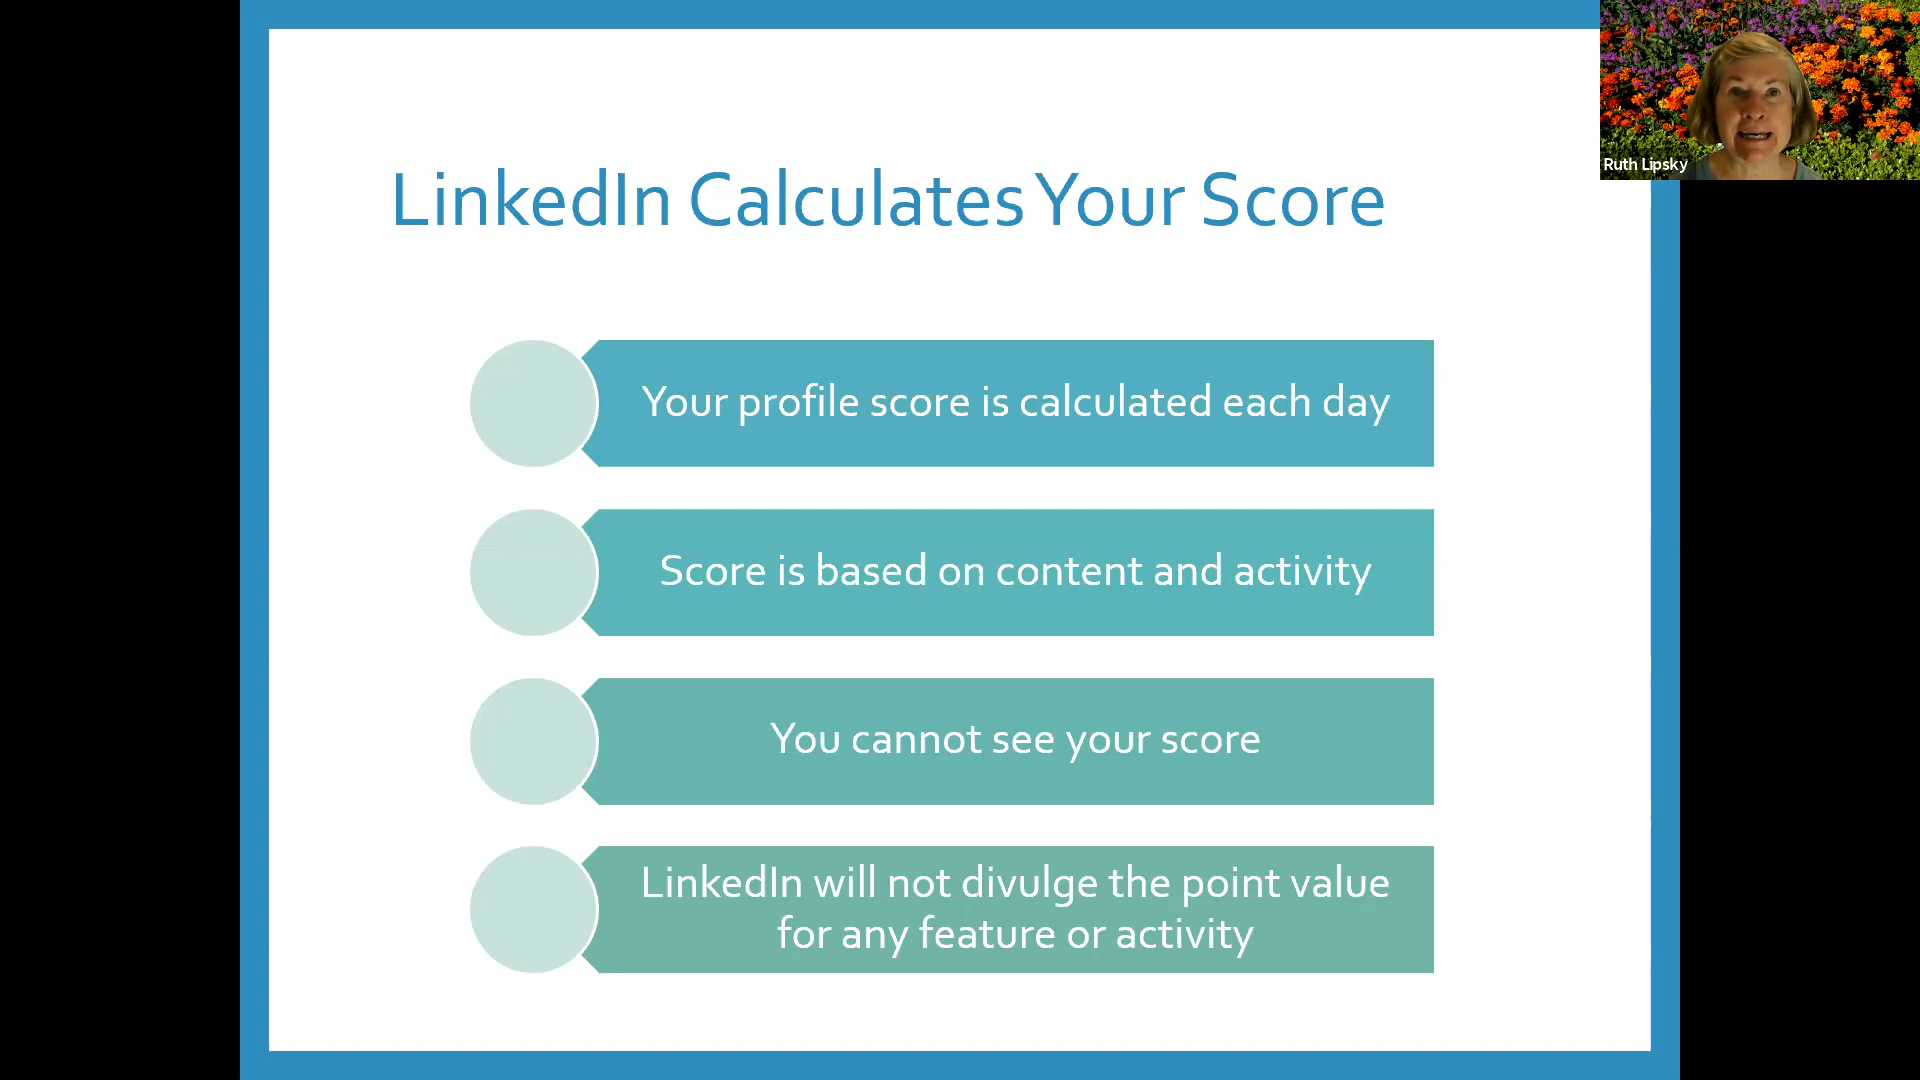 LinkedIn Calculates Your Score
Ruth Lipsky
Your profile score is calculated each day
Score is based on content and activity
You cannot see your score
LinkedIn will not divulge the point value
for any feature or activity